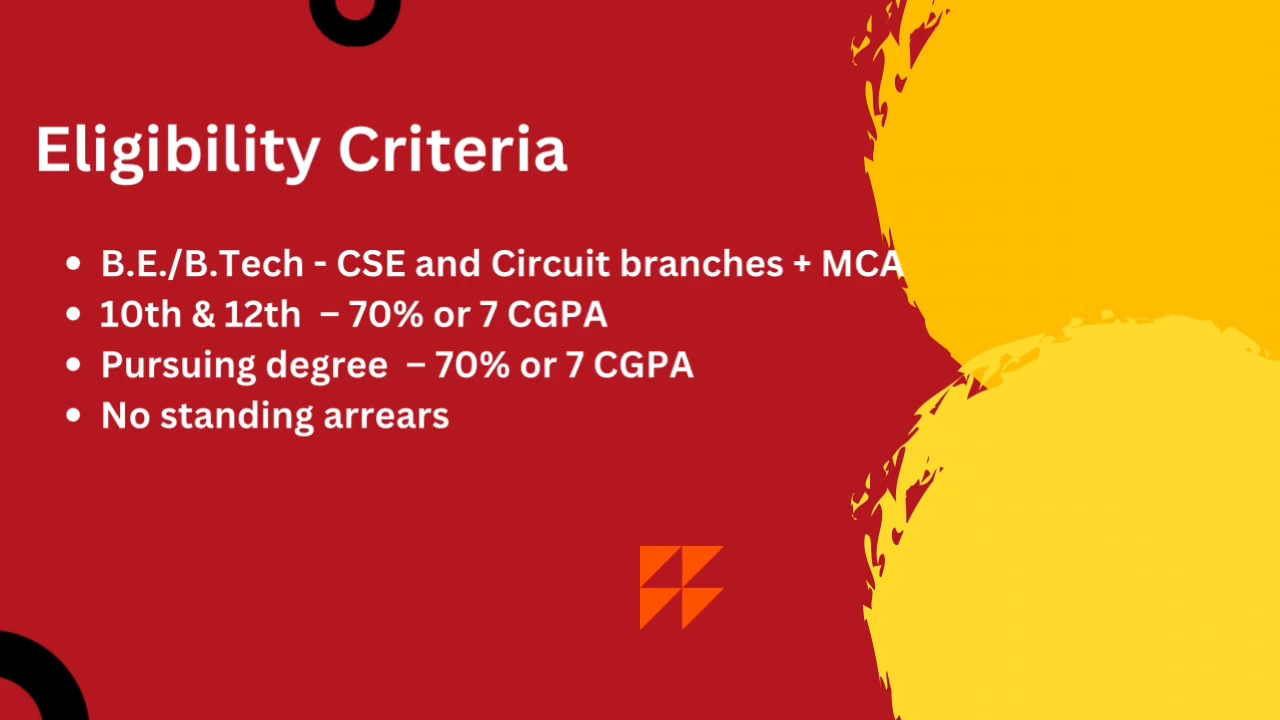 Eligibility Criteria
• B.E./B.Tech - CSE and Circuit branches + MCA
• 10th & 12th – 70% or 7 CGPA
• Pursuing degree – 70% or 7 CGPA
• No standing arrears